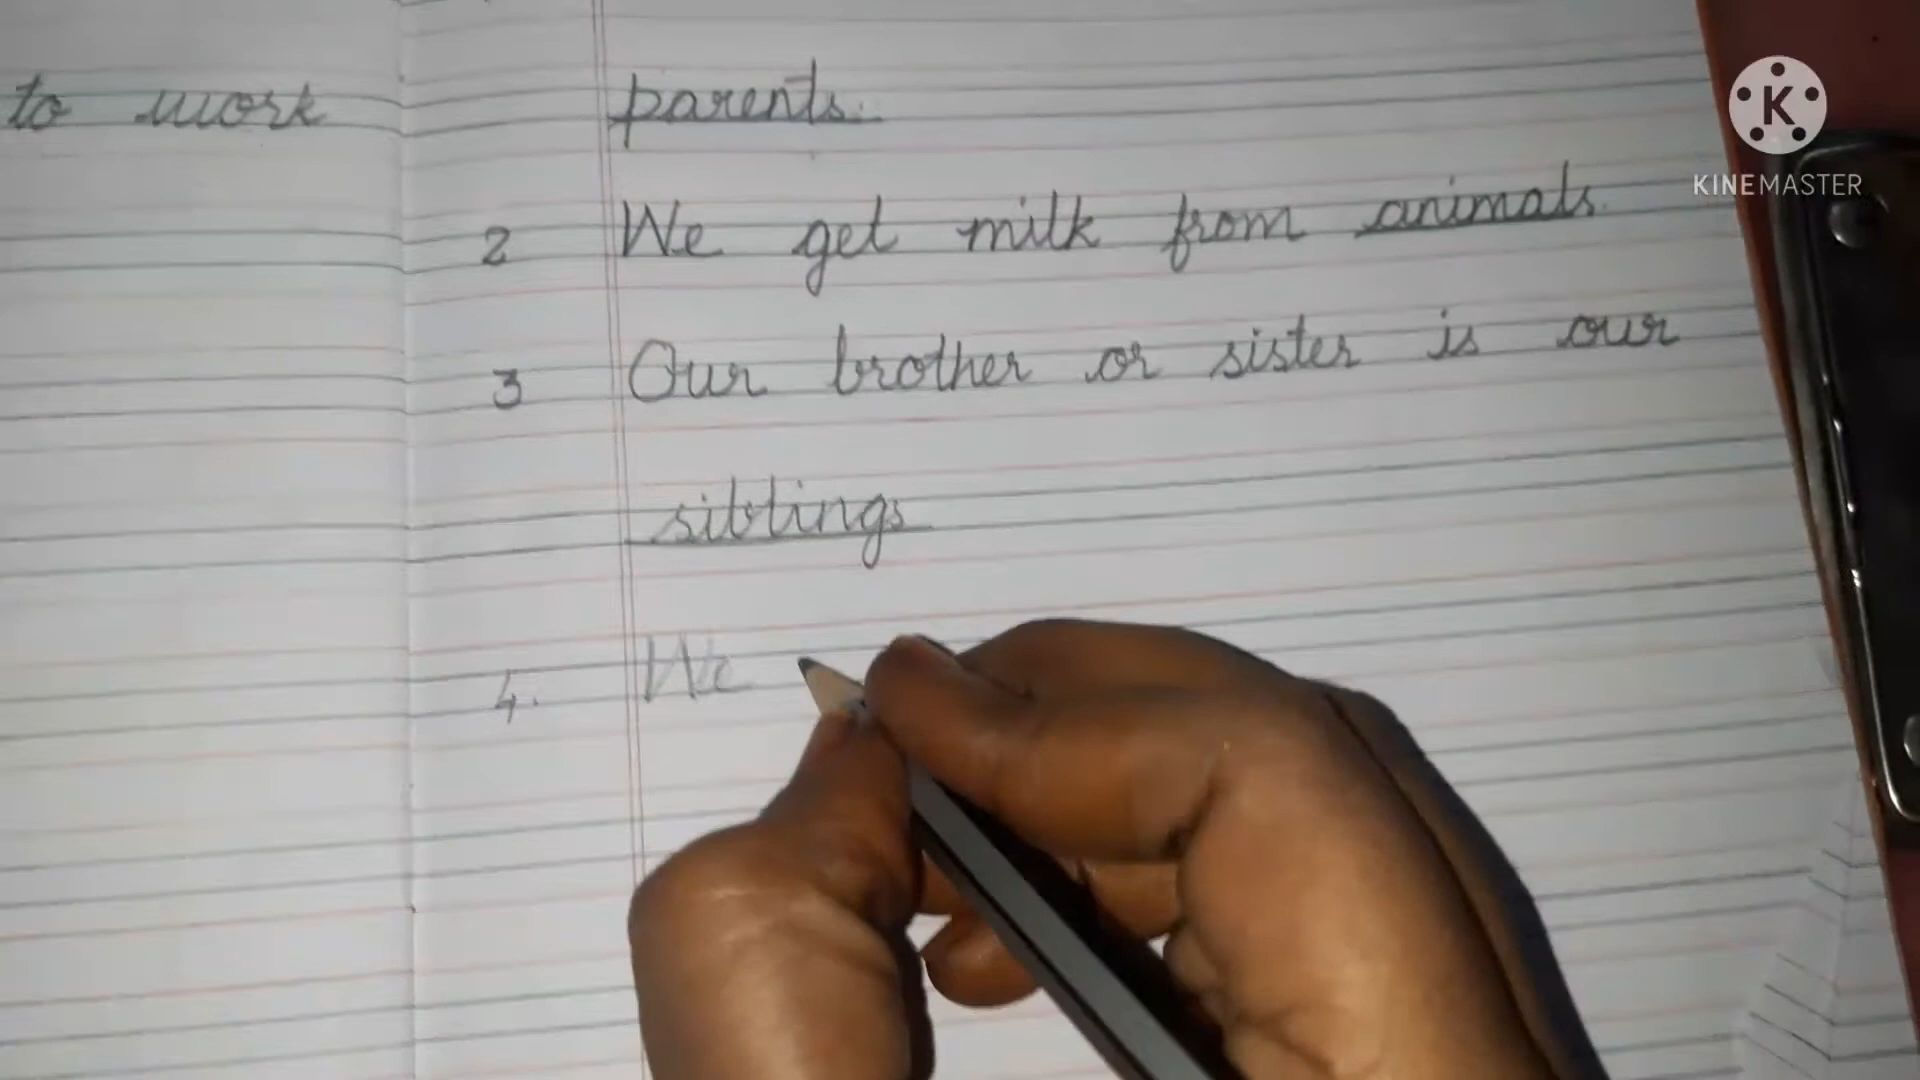 to work
parents.
2 We get milk from animals.
3 Our brother or sister is our
siblings
4. We
K
KINEMASTER